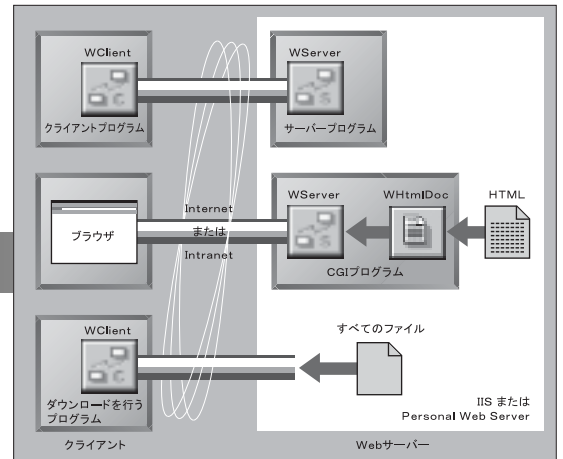 WClient
クライアントプログラム
WServer
サーバープログラム
ブラウザ
Internet
または
Intranet
WServer
WHtmlDoc
CGIプログラム
HTML
WClient
ダウンロードを行う
プログラム
すべてのファイル
IIS または
Personal Web Server
クライアント
Webサーバー